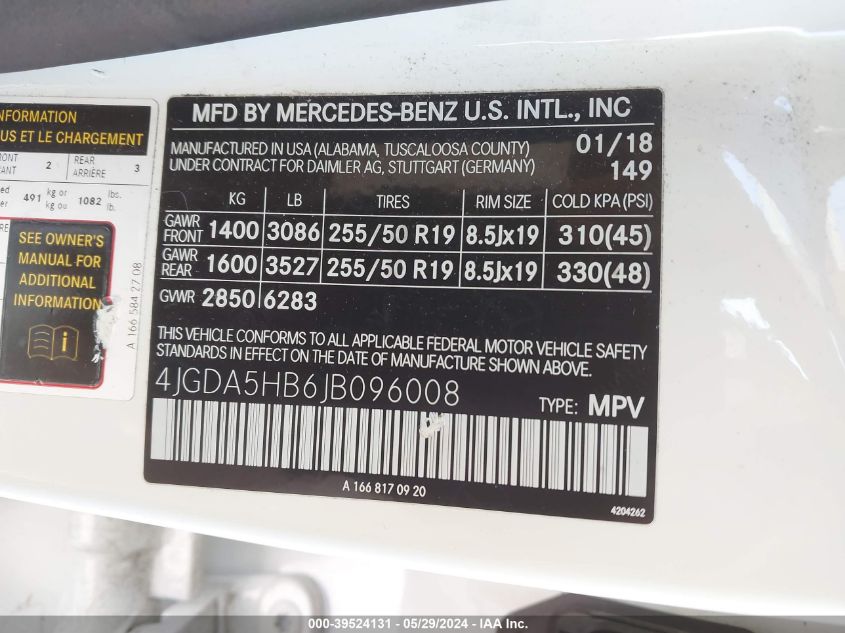 INFORMATION
US ET LE CHARGEMENT
2 REAR 3
ARRIÈRE
491 kg or 1082 lbs.
kg ou lb.
SEE OWNER'S
MANUAL FOR
ADDITIONAL
INFORMATION
A 166 584 27 08
MFD BY MERCEDES-BENZ U.S. INTL., INC
MANUFACTURED IN USA (ALABAMA, TUSCALOOSA COUNTY) 01/18
UNDER CONTRACT FOR DAIMLER AG, STUTTGART (GERMANY) 149
KG LB TIRES RIM SIZE COLD KPA (PSI)
GAWR FRONT 1400 3086 255/50 R19 8.5Jx19 310(45)
GAWR REAR 1600 3527 255/50 R19 8.5Jx19 330(48)
GVWR 2850 6283
THIS VEHICLE CONFORMS TO ALL APPLICABLE FEDERAL MOTOR VEHICLE SAFETY
STANDARDS IN EFFECT ON THE DATE OF MANUFACTURE SHOWN ABOVE.
4JGDA5HB6JB096008
TYPE: MPV
A 166 817 09 20
4204262
000-39524131 - 05/29/2024 - IAA Inc.